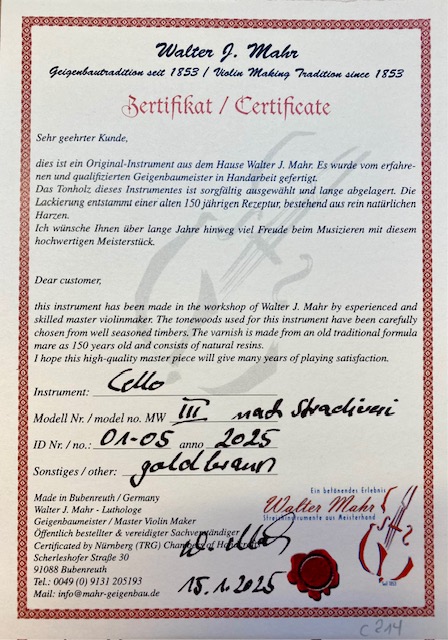 Walter J. Mahr
Geigenbautradition seit 1853 / Violin Making Tradition since 1853
Zertifikat / Certificate
Sehr geehrter Kunde,
dies ist ein Original-Instrument aus dem Hause Walter J. Mahr. Es wurde vom erfahre-
nen und qualifizierten Geigenbaumeister in Handarbeit gefertigt.
Das Tonholz dieses Instrumentes ist sorgfältig ausgewählt und lange abgelagert. Die
Lackierung entstammt einer alten 150 jährigen Rezeptur, bestehend aus rein natürlichen
Harzen.
Ich wünsche Ihnen über lange Jahre hinweg viel Freude beim Musizieren mit diesem
hochwertigen Meisterstück.
Dear customer,
this instrument has been made in the workshop of Walter J. Mahr by experienced and
skilled master violinmaker. The tonewoods used for this instrument have been carefully
chosen from well seasoned timbers. The varnish is made from an old traditional formula
mare as 150 years old and consists of natural resins.
I hope this high-quality master piece will give many years of playing satisfaction.
Instrument: Cello
Modell Nr. / model no. MW III nach Stradivari
ID Nr. / no.: 01-05 anno 2025
Sonstiges / other: goldbraun
Made in Bubenreuth / Germany
Walter J. Mahr - Luthologe
Geigenbaumeister / Master Violin Maker
Öffentlich bestellter & vereidigter Sachverständiger
Certificated by Nürnberg (TRG) Chamber of
Scherleshofer Straße 30
91088 Bubenreuth
Tel.: 0049 (0) 9131 205193
Mail: info@mahr-geigenbau.de
15.1.2025
Ein betönendes Erlebnis
Walter Mahr
Streichinstrumente aus Meisterhand
seit 1853
C 214